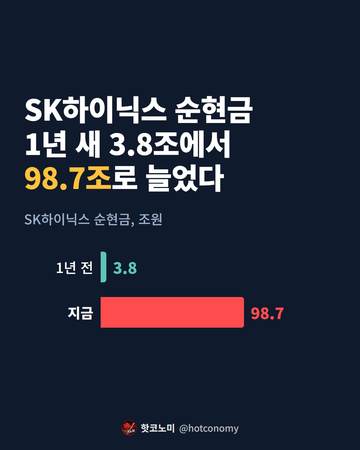 SK하이닉스 순현금
1년 새 3.8조에서
98.7조로 늘었다
SK하이닉스 순현금, 조원
1년 전 3.8
지금 98.7
핫코노미 @hotconomy